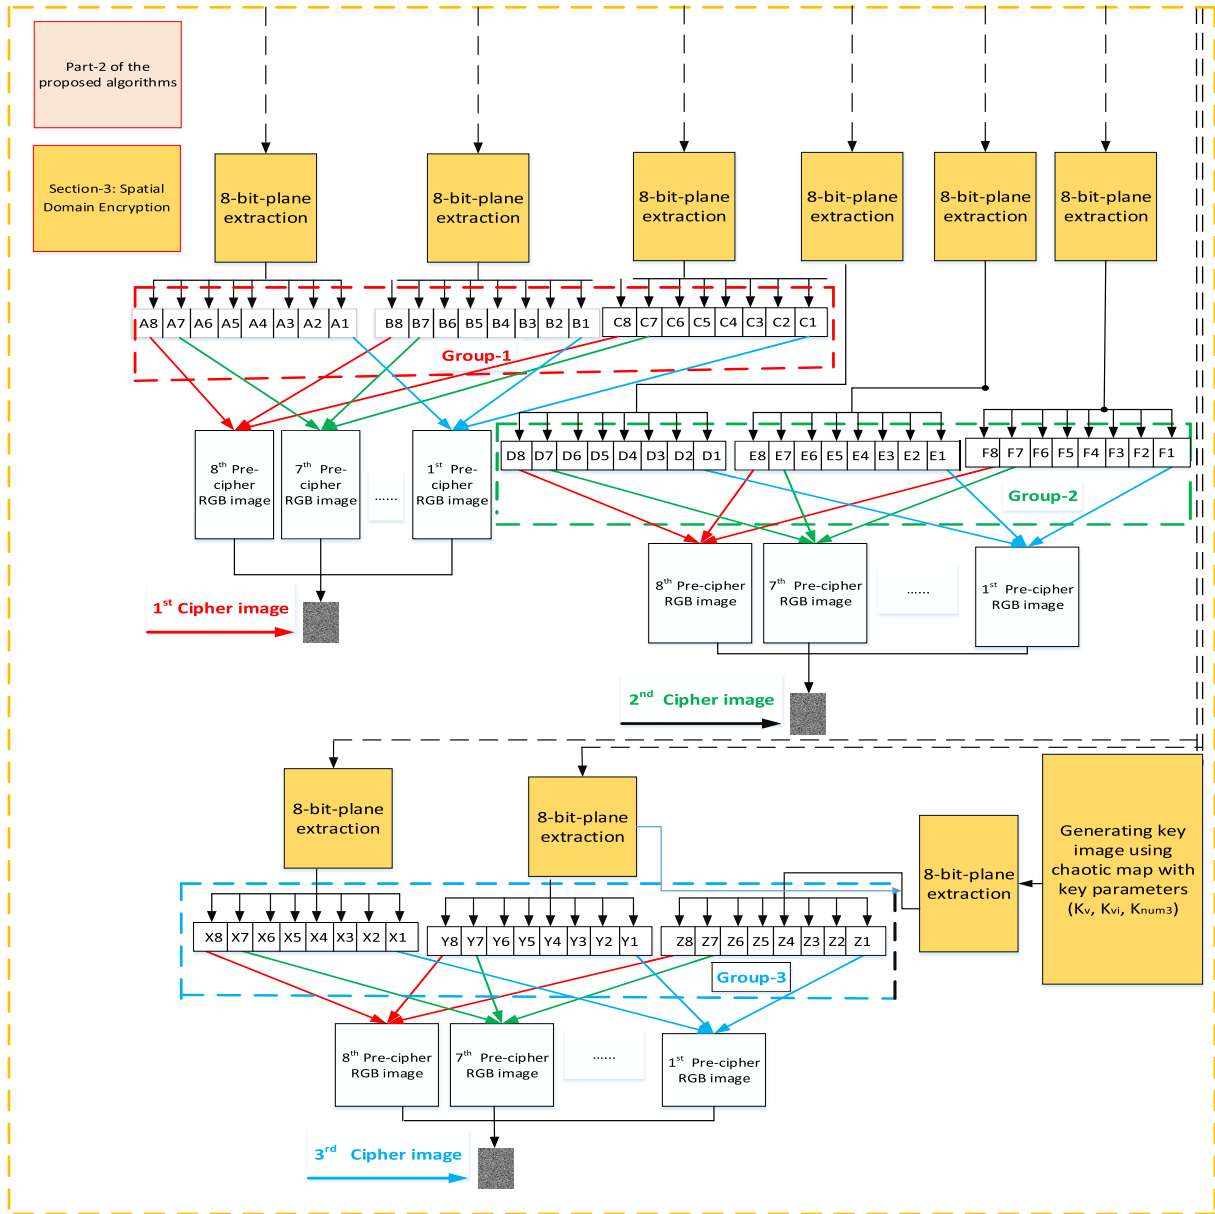 Part-2 of the
proposed algorithms
Section-3: Spatial
Domain Encryption
8-bit-plane
extraction
8-bit-plane
extraction
8-bit-plane
extraction
8-bit-plane
extraction
8-bit-plane
extraction
8-bit-plane
extraction
A8 A7 A6 A5 A4 A3 A2 A1
B8 B7 B6 B5 B4 B3 B2 B1
C8 C7 C6 C5 C4 C3 C2 C1
Group-1
8th Pre-
cipher
RGB image
7th Pre-
cipher
RGB image
......
1st Pre-
cipher
RGB image
D8 D7 D6 D5 D4 D3 D2 D1
E8 E7 E6 E5 E4 E3 E2 E1
F8 F7 F6 F5 F4 F3 F2 F1
Group-2
8th Pre-cipher
RGB image
7th Pre-cipher
RGB image
......
1st Pre-cipher
RGB image
1st Cipher image
2nd Cipher image
8-bit-plane
extraction
8-bit-plane
extraction
8-bit-plane
extraction
Generating key
image using
chaotic map with
key parameters
(Kv, Kvi, Knum3)
X8 X7 X6 X5 X4 X3 X2 X1
Y8 Y7 Y6 Y5 Y4 Y3 Y2 Y1
Z8 Z7 Z6 Z5 Z4 Z3 Z2 Z1
Group-3
8th Pre-cipher
RGB image
7th Pre-cipher
RGB image
......
1st Pre-cipher
RGB image
3rd Cipher image